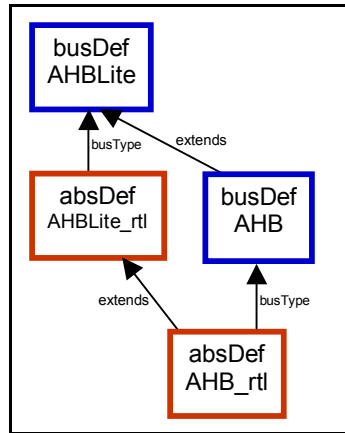 busDef
AHBLite
busType
extends
absDef
AHBLite_rtl
busDef
AHB
extends
busType
absDef
AHB_rtl